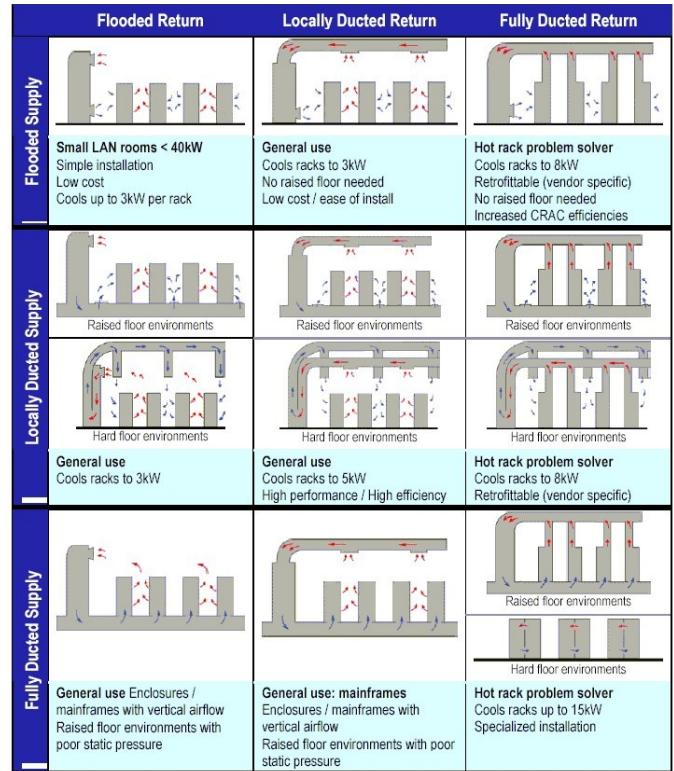 Flooded Return
Locally Ducted Return
Fully Ducted Return
Flooded Supply
Small LAN rooms < 40kW
Simple installation
Low cost
Cools up to 3kW per rack
General use
Cools racks to 3kW
No raised floor needed
Low cost / ease of install
Hot rack problem solver
Cools racks to 8kW
Retrofittable (vendor specific)
No raised floor needed
Increased CRAC efficiencies
Locally Ducted Supply
Raised floor environments
Raised floor environments
Raised floor environments
Hard floor environments
Hard floor environments
Hard floor environments
General use
Cools racks to 3kW
General use
Cools racks to 5kW
High performance / High efficiency
Hot rack problem solver
Cools racks to 8kW
Retrofittable (vendor specific)
Fully Ducted Supply
Raised floor environments
Hard floor environments
General use Enclosures /
mainframes with vertical airflow
Raised floor environments with
poor static pressure
General use: mainframes
Enclosures / mainframes with
vertical airflow
Raised floor environments with poor
static pressure
Hot rack problem solver
Cools racks up to 15kW
Specialized installation